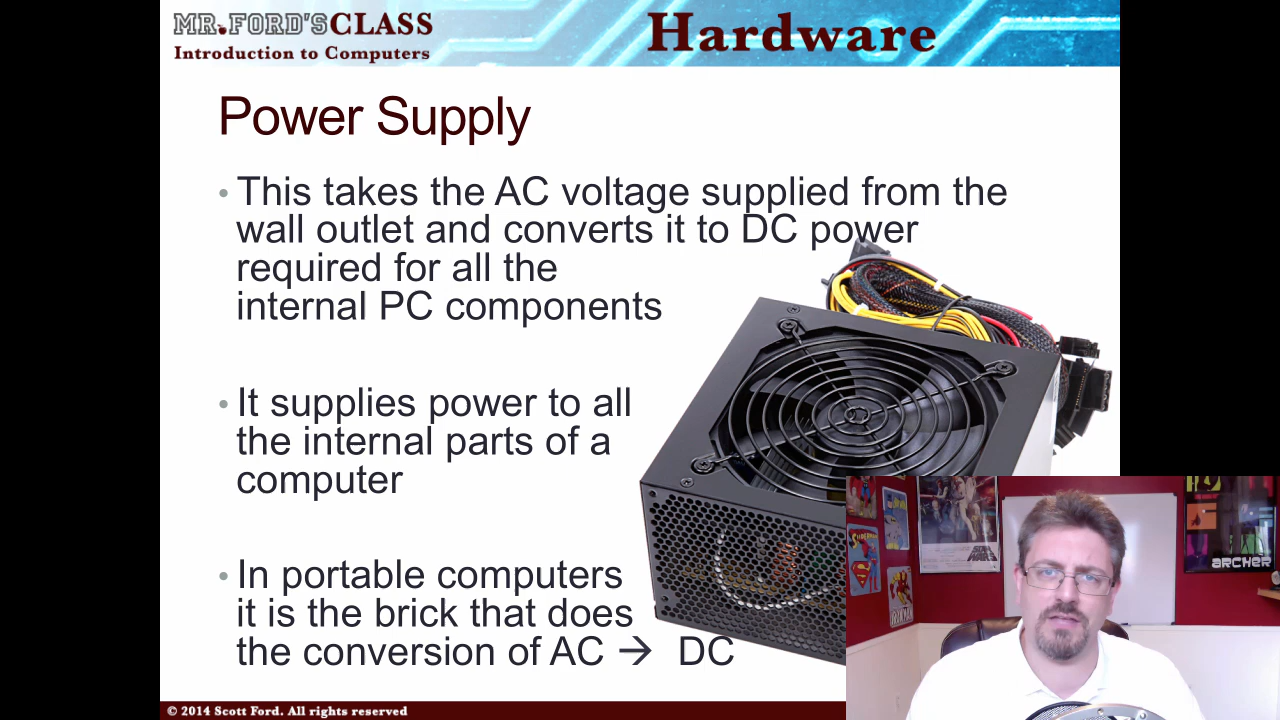 MR.FORD'S CLASS
Introduction to Computers
Hardware
Power Supply
• This takes the AC voltage supplied from the
wall outlet and converts it to DC power
required for all the
internal PC components
• It supplies power to all
the internal parts of a
computer
• In portable computers
it is the brick that does
the conversion of AC → DC
ARCHER
© 2014 Scott Ford. All rights reserved